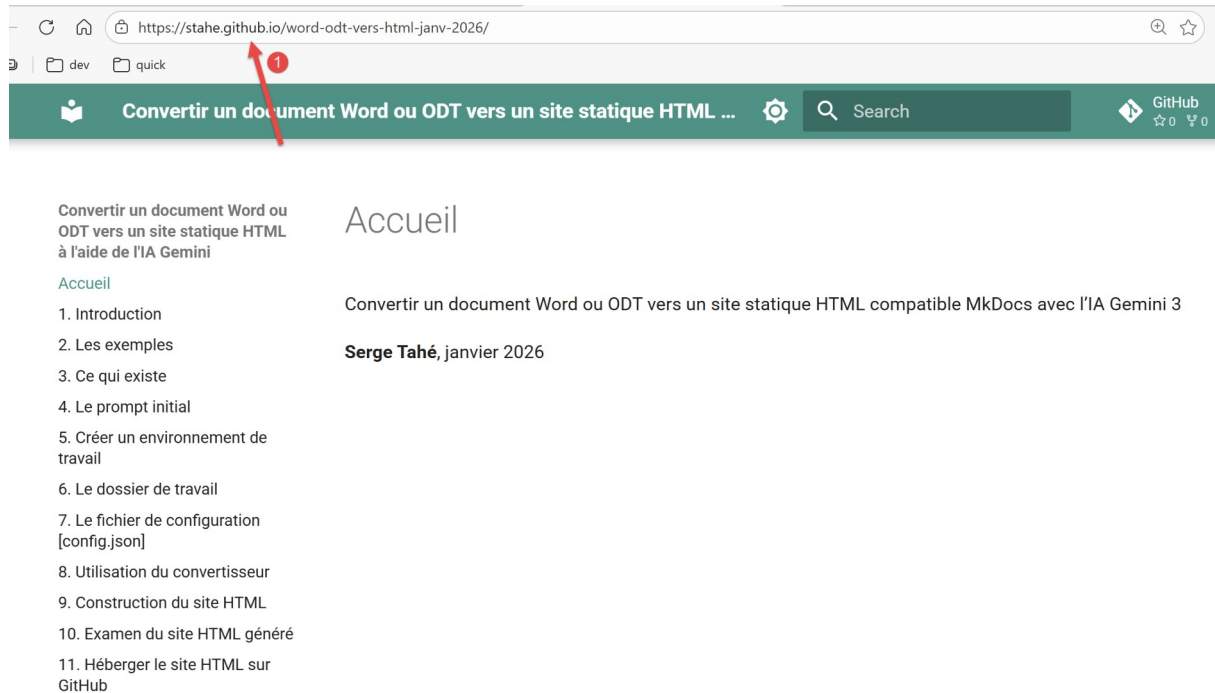 https://stahe.github.io/word-odt-vers-html-janv-2026/
dev quick
1
Convertir un document Word ou ODT vers un site statique HTML ...
Search
GitHub
0 0
Convertir un document Word ou
ODT vers un site statique HTML
à l'aide de l'IA Gemini
Accueil
1. Introduction
2. Les exemples
3. Ce qui existe
4. Le prompt initial
5. Créer un environnement de
travail
6. Le dossier de travail
7. Le fichier de configuration
[config.json]
8. Utilisation du convertisseur
9. Construction du site HTML
10. Examen du site HTML généré
11. Héberger le site HTML sur
GitHub
Accueil
Convertir un document Word ou ODT vers un site statique HTML compatible MkDocs avec l’IA Gemini 3
Serge Tahé, janvier 2026